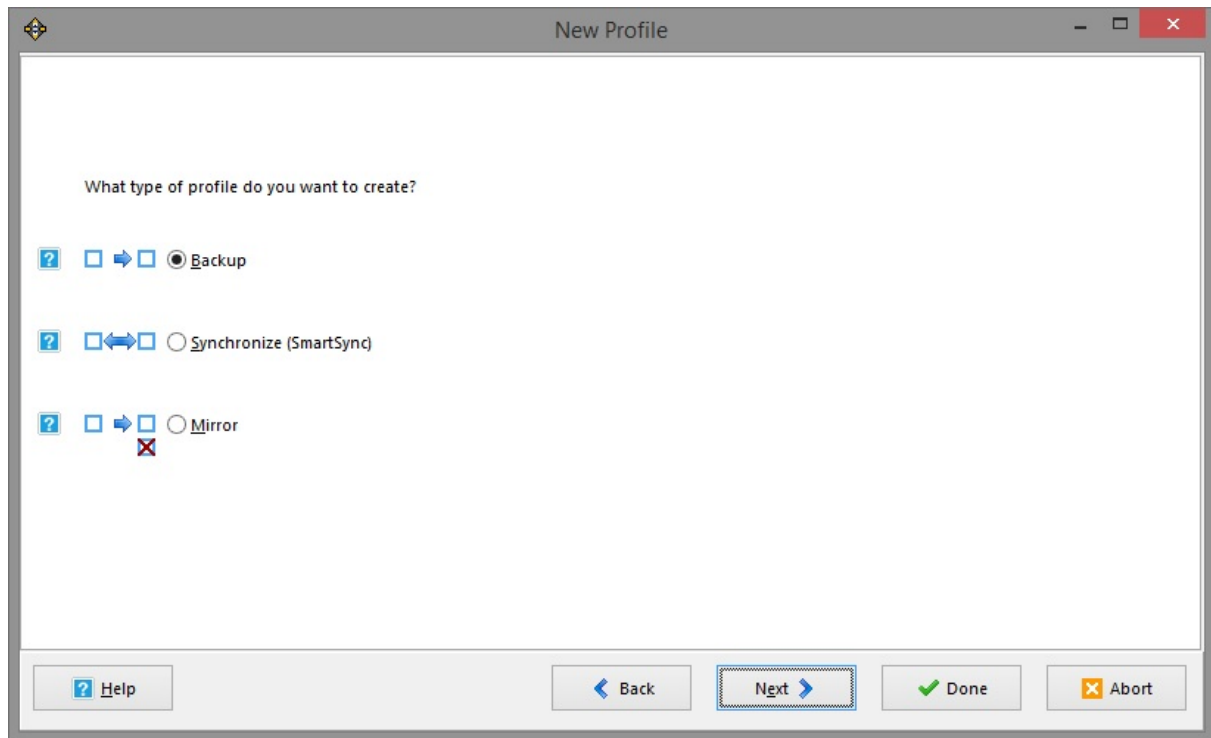 New Profile
What type of profile do you want to create?
Backup
Synchronize (SmartSync)
Mirror
Help
Back
Next
Done
Abort